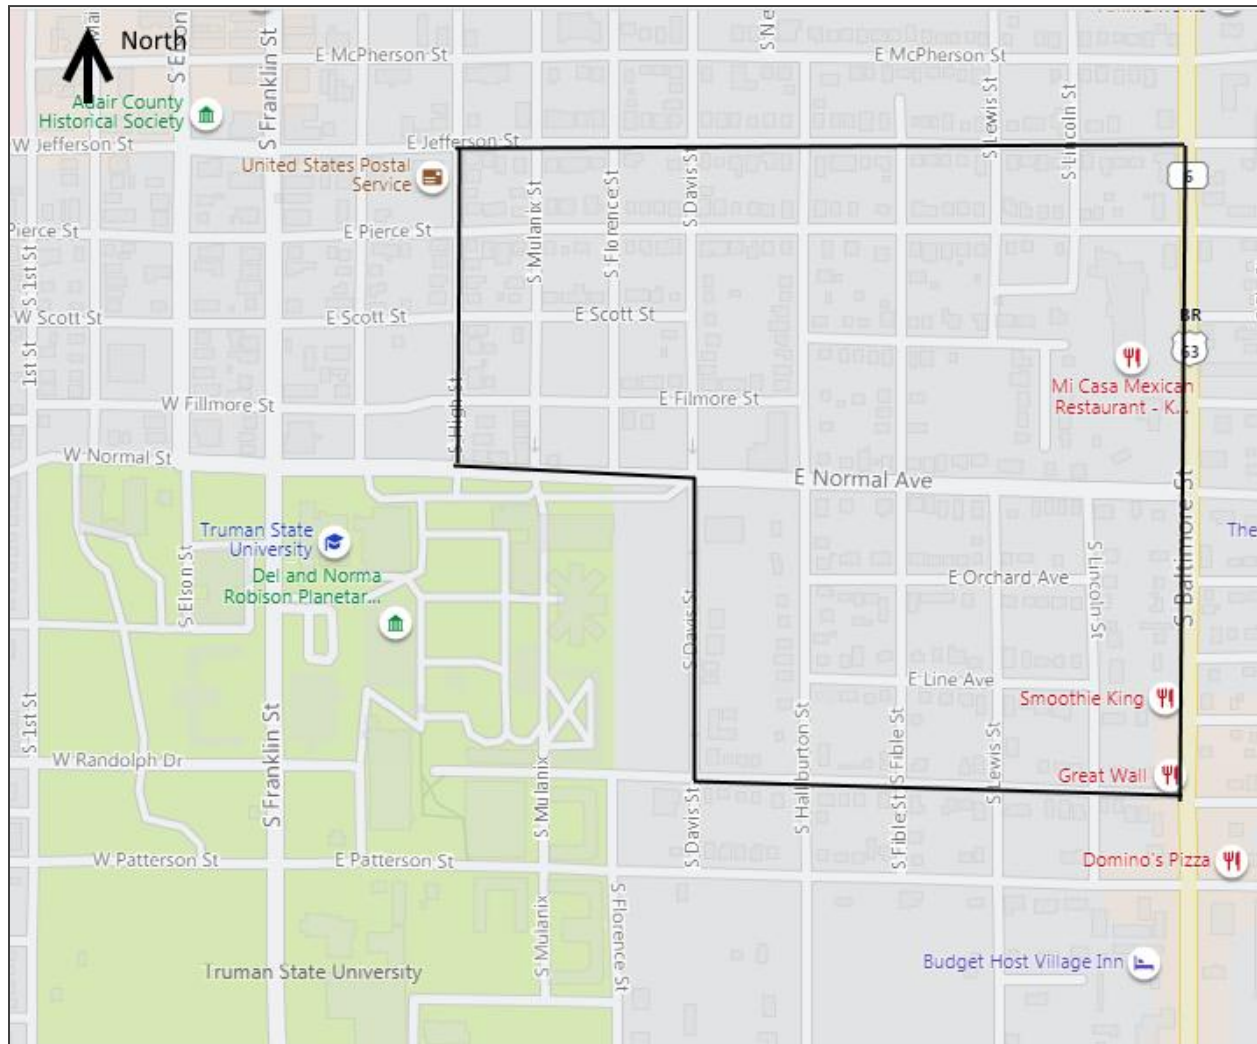 North
S Elson
S Franklin St
E McPherson St
S Ne
E McPherson St
Adair County
Historical Society
S Lewis St
S Lincoln St
W Jefferson St
E Jefferson St
United States Postal
Service
6
S Mulanix St
S Florence St
S Davis St
Pierce St
E Pierce St
S 1st St
W Scott St
E Scott St
E Scott St
BR
63
1st St
Mi Casa Mexican
Restaurant - K...
W Fillmore St
E Filmore St
S High St
W Normal St
E Normal Ave
S Baltimore St
Truman State
University
The
Del and Norma
Robison Planetar...
S Elson St
S Davis St
E Orchard Ave
S Lincoln St
E Line Ave
Smoothie King
S 1st St
S Franklin St
W Randolph Dr
S Mulanix
S Halliburton St
S Fible St
S Lewis St
Great Wall
S Davis St
S Fible St
W Patterson St
E Patterson St
Domino's Pizza
S Mulanix
S Florence St
Truman State University
Budget Host Village Inn